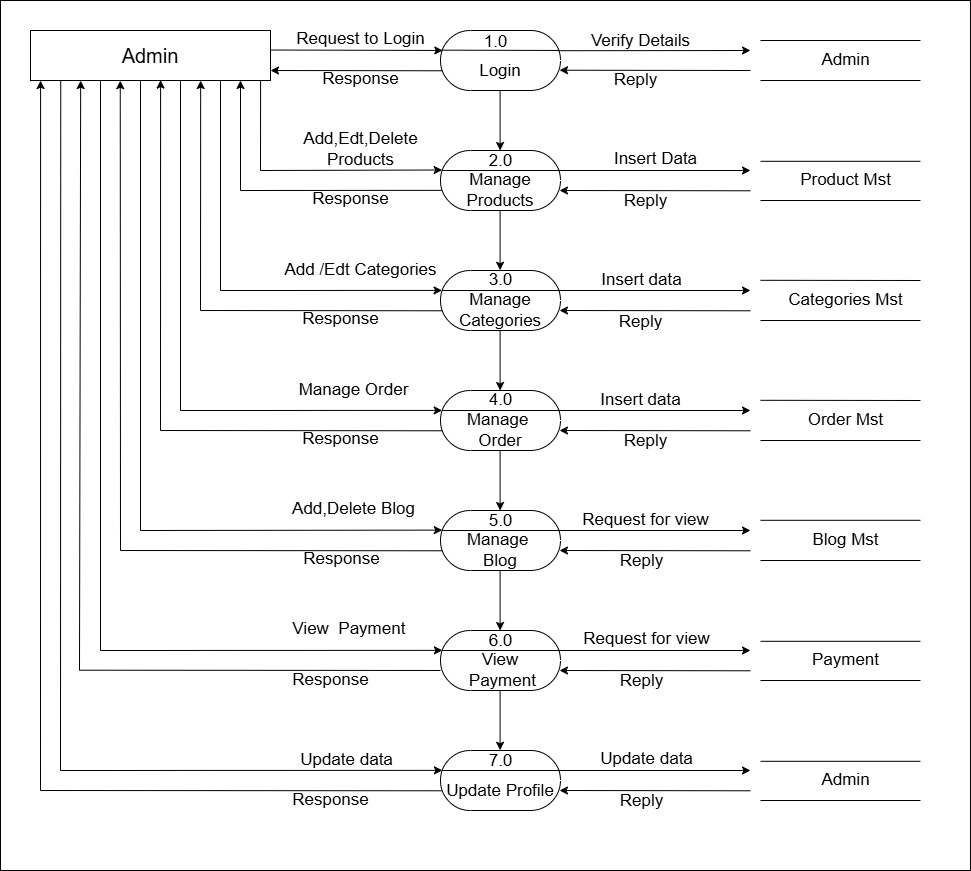 Admin
Request to Login
1.0
Verify Details
Login
Admin
Response
Reply
Add,Edt,Delete
Products
2.0
Insert Data
Manage
Products
Product Mst
Response
Reply
Add /Edt Categories
3.0
Insert data
Manage
Categories
Categories Mst
Response
Reply
Manage Order
4.0
Insert data
Manage
Order
Order Mst
Response
Reply
Add,Delete Blog
5.0
Request for view
Manage
Blog
Blog Mst
Response
Reply
View  Payment
6.0
Request for view
View
Payment
Payment
Response
Reply
Update data
7.0
Update data
Update Profile
Admin
Response
Reply